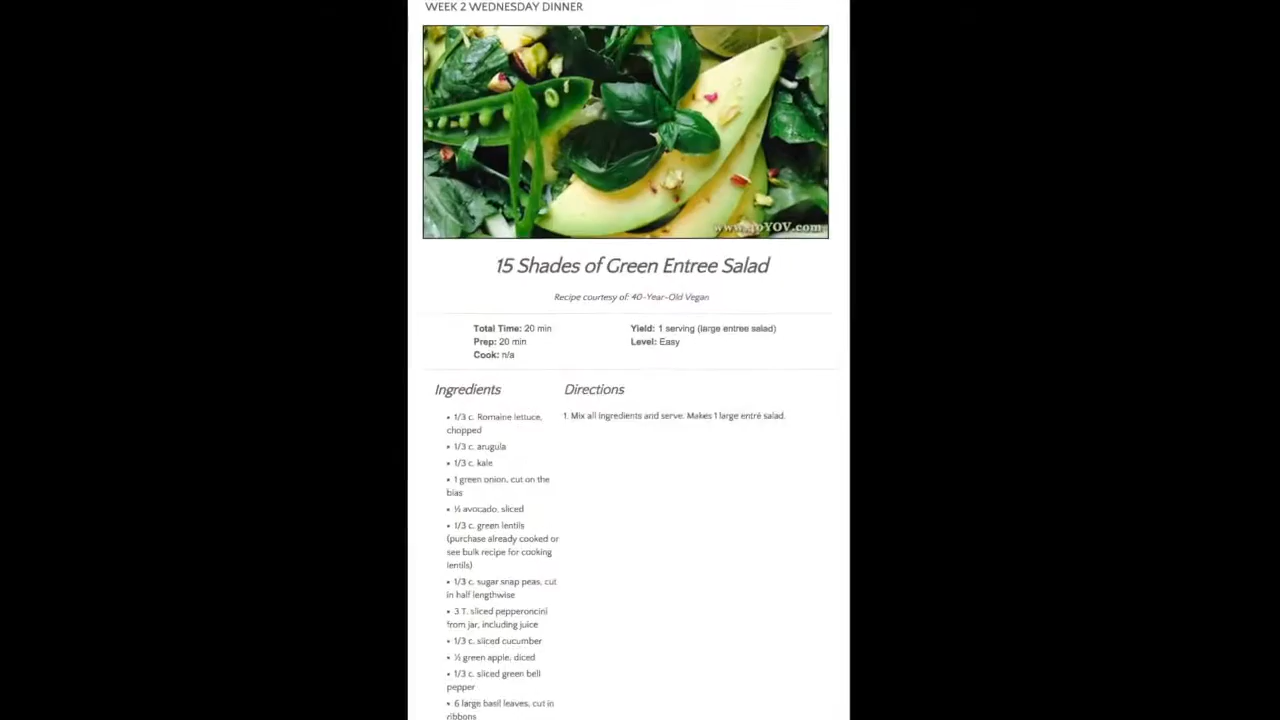 WEEK 2 WEDNESDAY DINNER
www.yoYOV.com
15 Shades of Green Entree Salad
Recipe courtesy of: 40-Year-Old Vegan
Total Time: 20 min
Prep: 20 min
Cook: n/a
Yield: 1 serving (large entree salad)
Level: Easy
Ingredients
• 1/3 c. Romaine lettuce,
chopped
• 1/3 c. arugula
• 1/3 c. kale
• 1 green onion, cut on the
bias
• ½ avocado, sliced
• 1/3 c. green lentils
(purchase already cooked or
see bulk recipe for cooking
lentils)
• 1/3 c. sugar snap peas, cut
in half lengthwise
• 3 T. sliced pepperoncini
from jar, including juice
• 1/3 c. sliced cucumber
• ½ green apple, diced
• 1/3 c. sliced green bell
pepper
• 6 large basil leaves, cut in
ribbons
Directions
1. Mix all ingredients and serve. Makes 1 large entré salad.